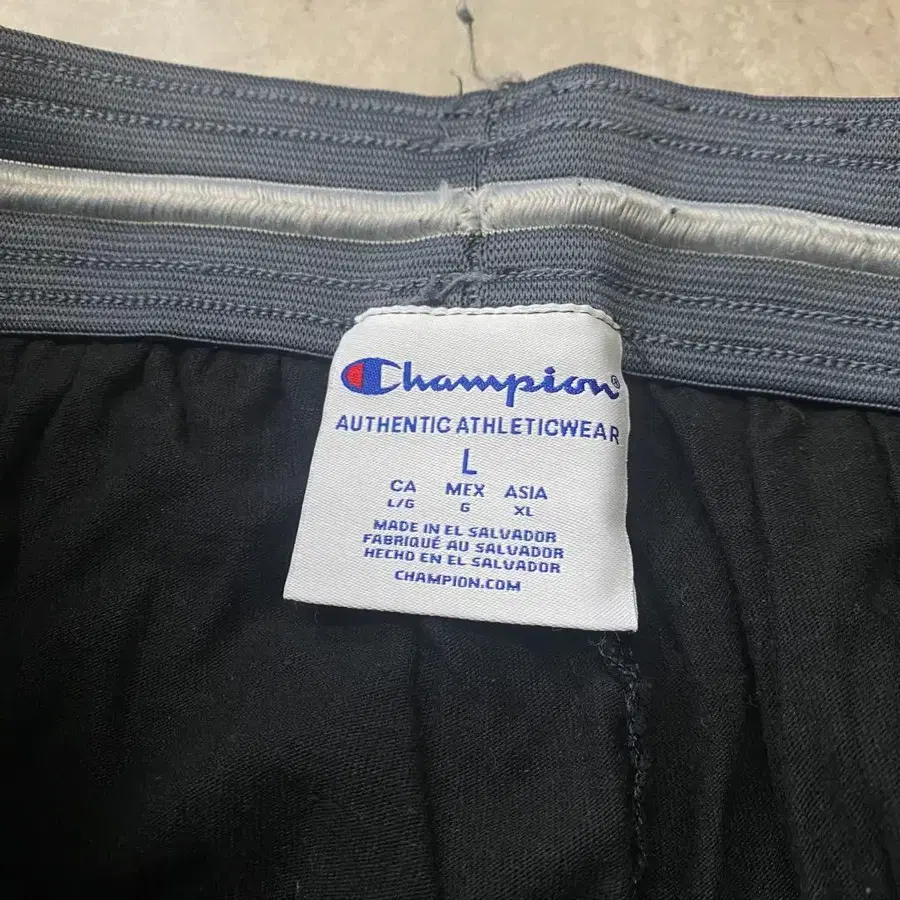 Champion®
AUTHENTIC ATHLETICWEAR
L
CA MEX ASIA
L/G G XL
MADE IN EL SALVADOR
FABRIQUÉ AU SALVADOR
HECHO EN EL SALVADOR
CHAMPION.COM